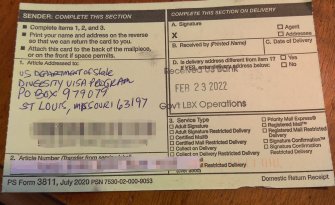 SENDER: COMPLETE THIS SECTION
■ Complete items 1, 2, and 3.
■ Print your name and address on the reverse
so that we can return the card to you.
■ Attach this card to the back of the mailpiece,
or on the front if space permits.
1. Article Addressed to:
US DEPARTMENT OF State
DIVERSITY VISA PROGRAM
PO BOX 979079
ST LOUIS, MISSOURI 63197
2. Article Number (Transfer from service label)
COMPLETE THIS SECTION ON DELIVERY
A. Signature
X
☐ Agent
☐ Addressee
B. Received by (Printed Name)
C. Date of Delivery
D. Is delivery address different from item 1? ☐ Yes
If YES, enter delivery address below: ☐ No
Received US Bank
FEB 23 2022
Govt LBX Operations
3. Service Type
☐ Adult Signature
☐ Adult Signature Restricted Delivery
☐ Certified Mail®
☐ Certified Mail Restricted Delivery
☐ Collect on Delivery
☐ Collect on Delivery Restricted Delivery
Restricted Delivery
☐ Priority Mail Express®
☐ Registered Mail™
☐ Registered Mail Restricted
Delivery
☐ Signature Confirmation™
☐ Signature Confirmation
Restricted Delivery
PS Form 3811, July 2020 PSN 7530-02-000-9053
Domestic Return Receipt